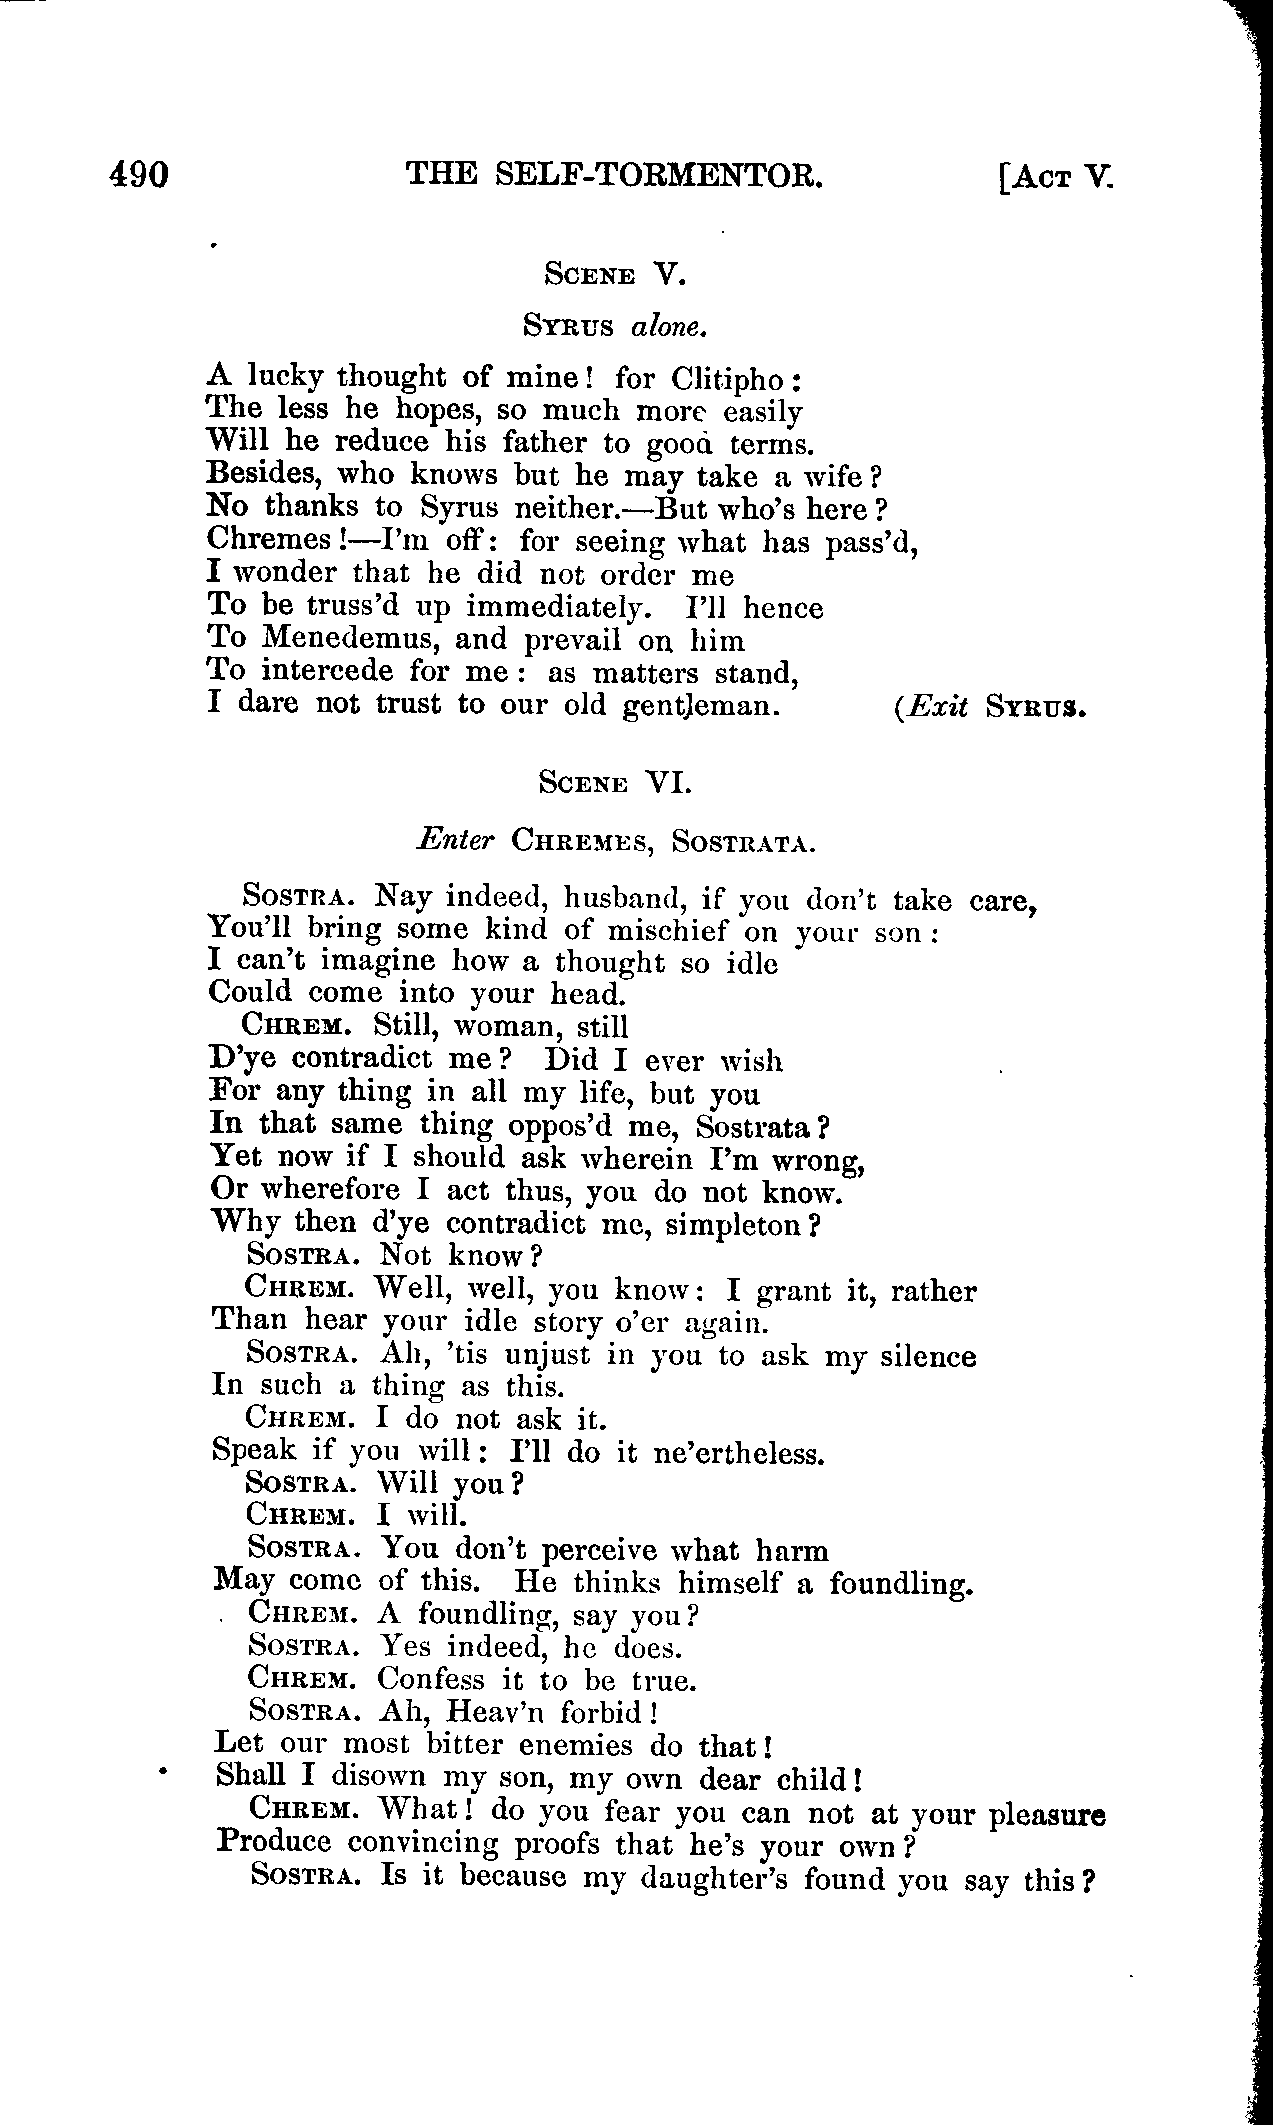 490 THE SELF-TORMENTOR. [ACT V.
SCENE V.
SYRUS alone.
A lucky thought of mine! for Clitipho:
The less he hopes, so much more easily
Will he reduce his father to good terms.
Besides, who knows but he may take a wife?
No thanks to Syrus neither.—But who's here?
Chremes!—I'm off: for seeing what has pass'd,
I wonder that he did not order me
To be truss'd up immediately. I'll hence
To Menedemus, and prevail on him
To intercede for me: as matters stand,
I dare not trust to our old gentleman. (Exit SYRUS.
SCENE VI.
Enter CHREMES, SOSTRATA.
SOSTRA. Nay indeed, husband, if you don't take care,
You'll bring some kind of mischief on your son:
I can't imagine how a thought so idle
Could come into your head.
CHREM. Still, woman, still
D'ye contradict me? Did I ever wish
For any thing in all my life, but you
In that same thing oppos'd me, Sostrata?
Yet now if I should ask wherein I'm wrong,
Or wherefore I act thus, you do not know.
Why then d'ye contradict me, simpleton?
SOSTRA. Not know?
CHREM. Well, well, you know: I grant it, rather
Than hear your idle story o'er again.
SOSTRA. Ah, 'tis unjust in you to ask my silence
In such a thing as this.
CHREM. I do not ask it.
Speak if you will: I'll do it ne'ertheless.
SOSTRA. Will you?
CHREM. I will.
SOSTRA. You don't perceive what harm
May come of this. He thinks himself a foundling.
CHREM. A foundling, say you?
SOSTRA. Yes indeed, he does.
CHREM. Confess it to be true.
SOSTRA. Ah, Heav'n forbid!
Let our most bitter enemies do that!
Shall I disown my son, my own dear child!
CHREM. What! do you fear you can not at your pleasure
Produce convincing proofs that he's your own?
SOSTRA. Is it because my daughter's found you say this?